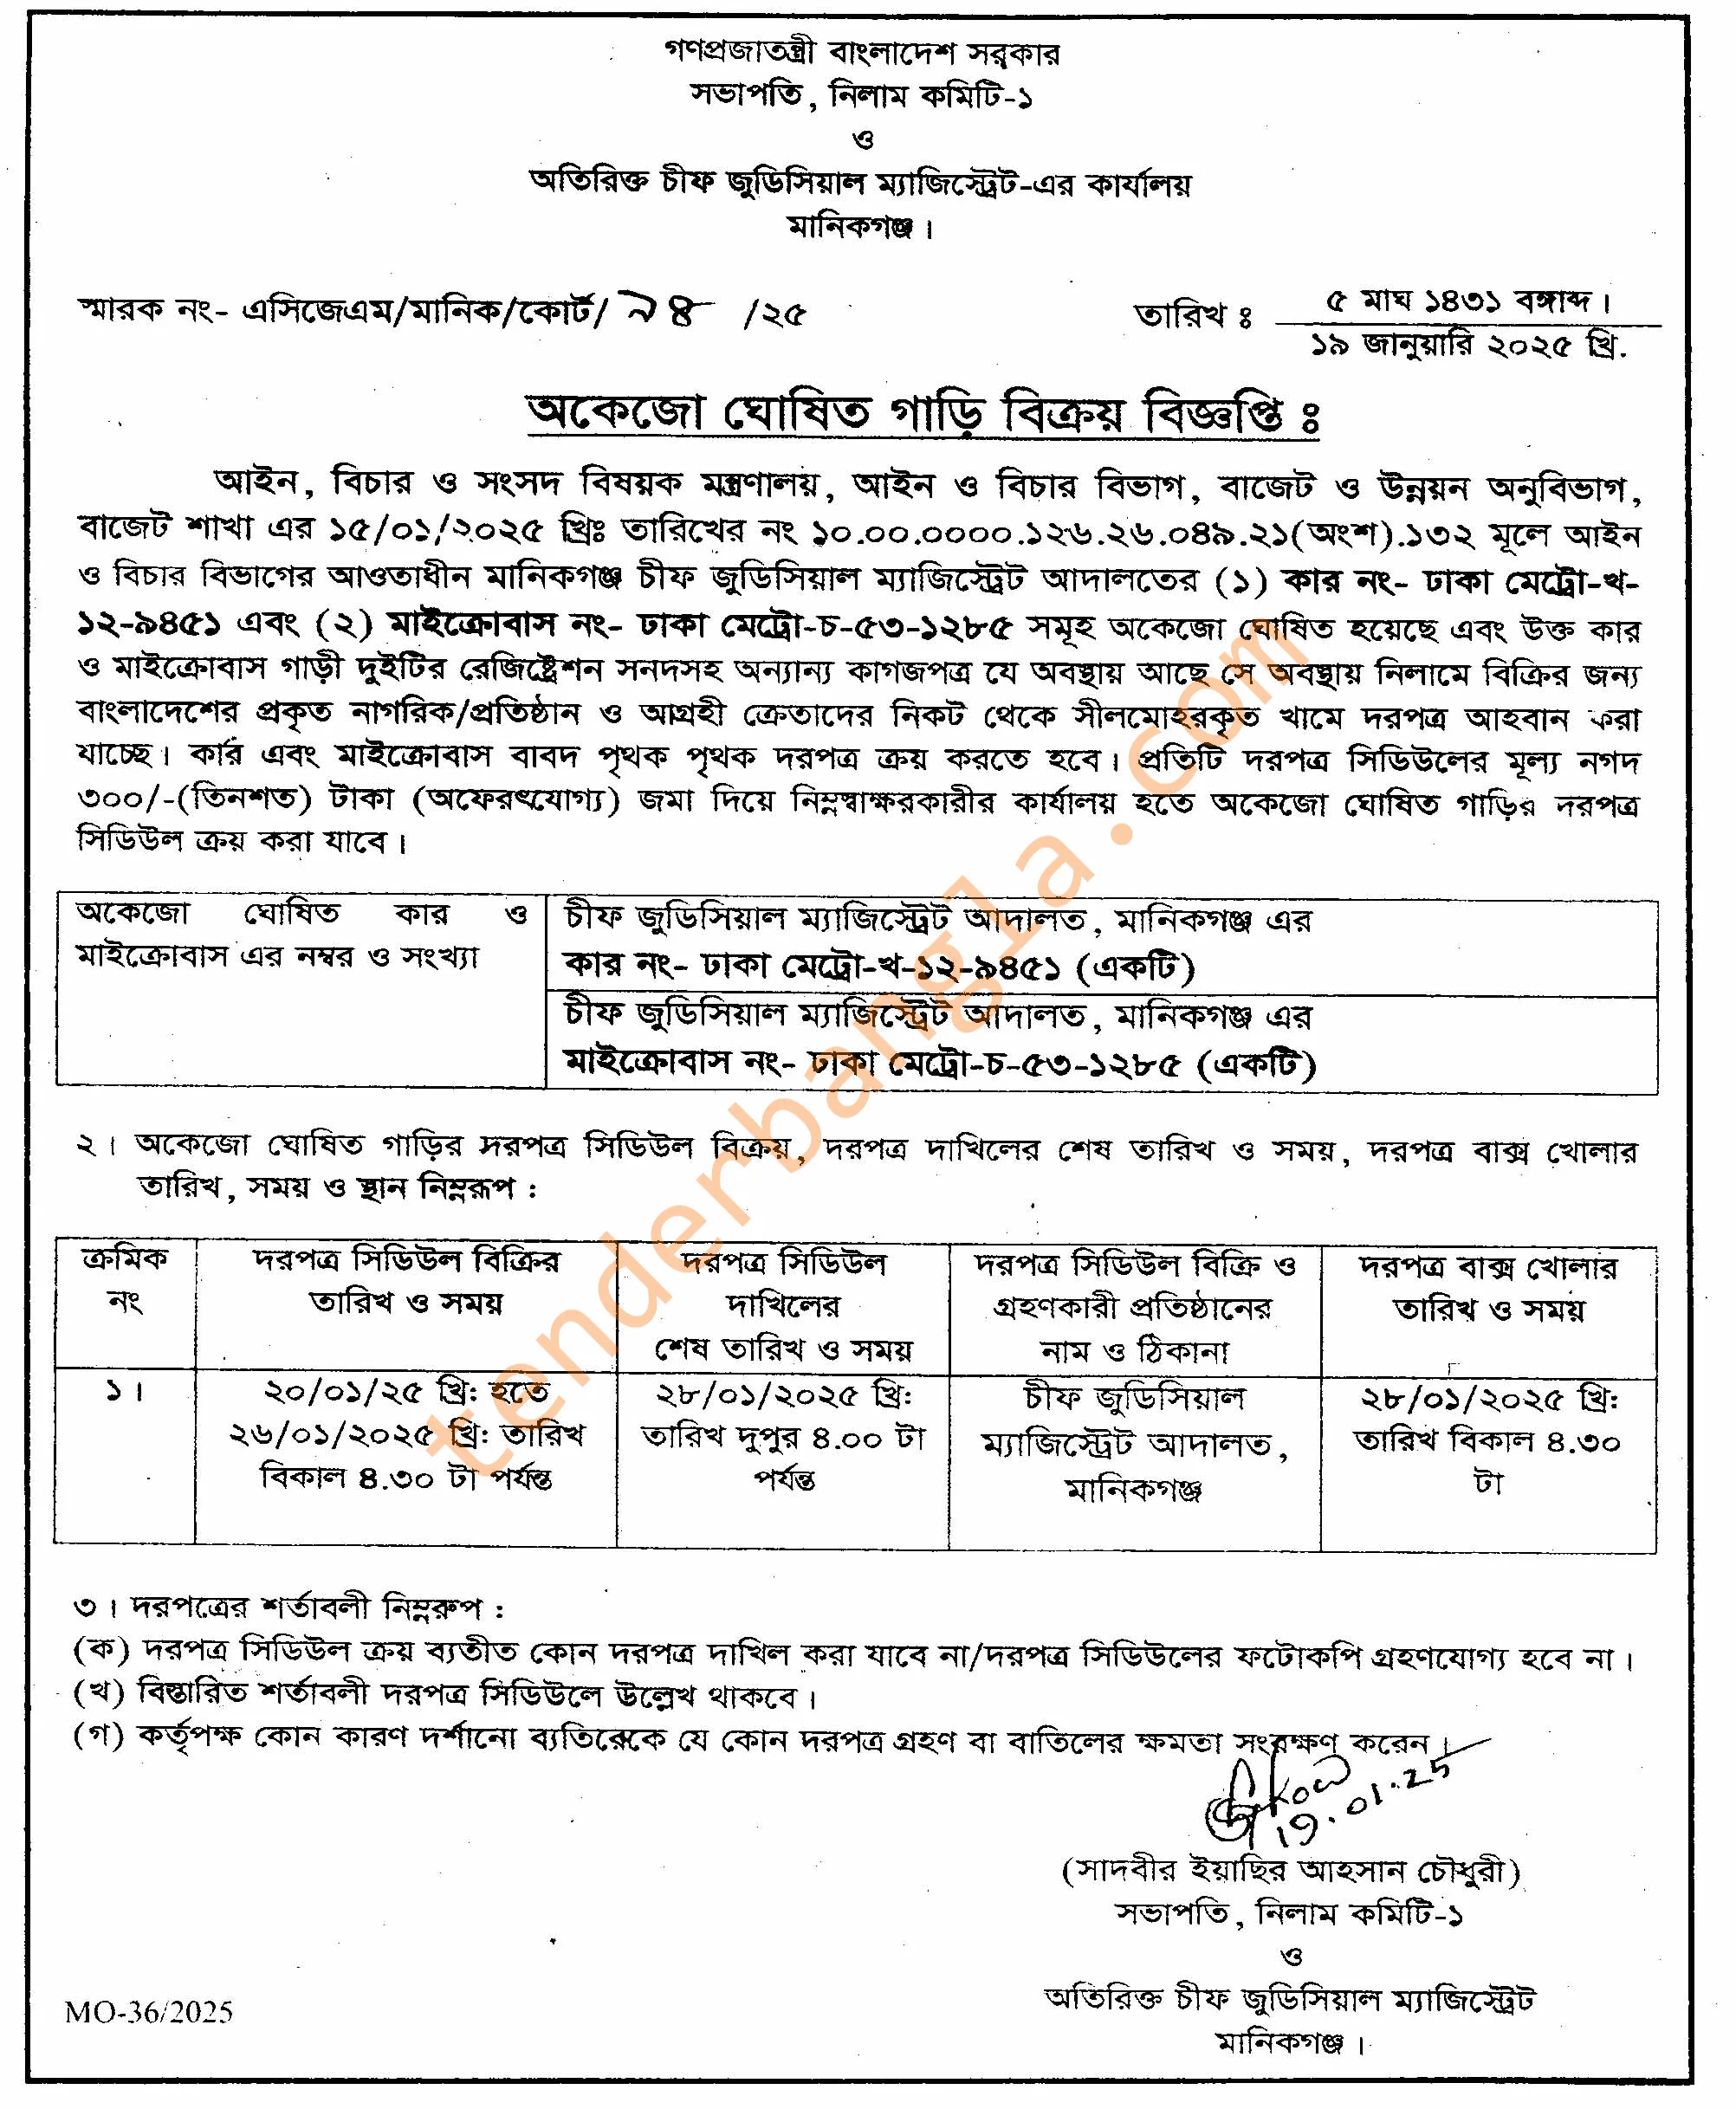 গণপ্রজাতন্ত্রী বাংলাদেশ সরকার
সভাপতি, নিলাম কমিটি-১
ও
অতিরিক্ত চীফ জুডিসিয়াল ম্যাজিস্ট্রেট-এর কার্যালয়
মানিকগঞ্জ।
স্মারক নং- এসিজেএম/মানিক/কোর্ট/ ৯৪ /২৫
তারিখ ঃ ৫ মাঘ ১৪৩১ বঙ্গাব্দ।
১৯ জানুয়ারি ২০২৫ খ্রি.
অকেজো ঘোষিত গাড়ি বিক্রয় বিজ্ঞপ্তি ঃ
আইন, বিচার ও সংসদ বিষয়ক মন্ত্রণালয়, আইন ও বিচার বিভাগ, বাজেট ও উন্নয়ন অনুবিভাগ,
বাজেট শাখা এর ১৫/০১/২০২৫ খ্রিঃ তারিখের নং ১০.০০.০০০০.১২৬.২৬.০৪৯.২১(অংশ).১৩২ মূলে আইন
ও বিচার বিভাগের আওতাধীন মানিকগঞ্জ চীফ জুডিসিয়াল ম্যাজিস্ট্রেট আদালতের (১) কার নং- ঢাকা মেট্রো-খ-
১২-৯৪৫১ এবং (২) মাইক্রোবাস নং- ঢাকা মেট্রো-চ-৫৩-১২৮৫ সমূহ অকেজো ঘোষিত হয়েছে এবং উক্ত কার
ও মাইক্রোবাস গাড়ী দুইটির রেজিষ্ট্রেশন সনদসহ অন্যান্য কাগজপত্র যে অবস্থায় আছে সে অবস্থায় নিলামে বিক্রির জন্য
বাংলাদেশের প্রকৃত নাগরিক/প্রতিষ্ঠান ও আগ্রহী ক্রেতাদের নিকট থেকে সীলমোহরকৃত খামে দরপত্র আহবান করা
যাচ্ছে। কার এবং মাইক্রোবাস বাবদ পৃথক পৃথক দরপত্র ক্রয় করতে হবে। প্রতিটি দরপত্র সিডিউলের মূল্য নগদ
৩০০/-(তিনশত) টাকা (অফেরৎযোগ্য) জমা দিয়ে নিম্নস্বাক্ষরকারীর কার্যালয় হতে অকেজো ঘোষিত গাড়ির দরপত্র
সিডিউল ক্রয় করা যাবে।
অকেজো ঘোষিত কার ও
মাইক্রোবাস এর নম্বর ও সংখ্যা
চীফ জুডিসিয়াল ম্যাজিস্ট্রেট আদালত, মানিকগঞ্জ এর
কার নং- ঢাকা মেট্রো-খ-১২-৯৪৫১ (একটি)
চীফ জুডিসিয়াল ম্যাজিস্ট্রেট আদালত, মানিকগঞ্জ এর
মাইক্রোবাস নং- ঢাকা মেট্রো-চ-৫৩-১২৮৫ (একটি)
২। অকেজো ঘোষিত গাড়ির দরপত্র সিডিউল বিক্রয়, দরপত্র দাখিলের শেষ তারিখ ও সময়, দরপত্র বাক্স খোলার
তারিখ, সময় ও স্থান নিম্নরূপ :
ক্রমিক
নং
দরপত্র সিডিউল বিক্রির
তারিখ ও সময়
দরপত্র সিডিউল
দাখিলের
শেষ তারিখ ও সময়
দরপত্র সিডিউল বিক্রি ও
গ্রহণকারী প্রতিষ্ঠানের
নাম ও ঠিকানা
দরপত্র বাক্স খোলার
তারিখ ও সময়
১।
২০/০১/২৫ খ্রি: হতে
২৬/০১/২০২৫ খ্রি: তারিখ
বিকাল ৪.৩০ টা পর্যন্ত
২৮/০১/২০২৫ খ্রি:
তারিখ দুপুর ৪.০০ টা
পর্যন্ত
চীফ জুডিসিয়াল
ম্যাজিস্ট্রেট আদালত,
মানিকগঞ্জ
২৮/০১/২০২৫ খ্রি:
তারিখ বিকাল ৪.৩০
টা
৩। দরপত্রের শর্তাবলী নিম্নরুপ :
(ক) দরপত্র সিডিউল ক্রয় ব্যতীত কোন দরপত্র দাখিল করা যাবে না/দরপত্র সিডিউলের ফটোকপি গ্রহণযোগ্য হবে না।
(খ) বিস্তারিত শর্তাবলী দরপত্র সিডিউলে উল্লেখ থাকবে।
(গ) কর্তৃপক্ষ কোন কারণ দর্শানো ব্যতিরেকে যে কোন দরপত্র গ্রহণ বা বাতিলের ক্ষমতা সংরক্ষণ করেন।
19.01.25
(সাদবীর ইয়াছির আহসান চৌধুরী)
সভাপতি, নিলাম কমিটি-১
ও
অতিরিক্ত চীফ জুডিসিয়াল ম্যাজিস্ট্রেট
মানিকগঞ্জ।
MO-36/2025
tenderbangla.com